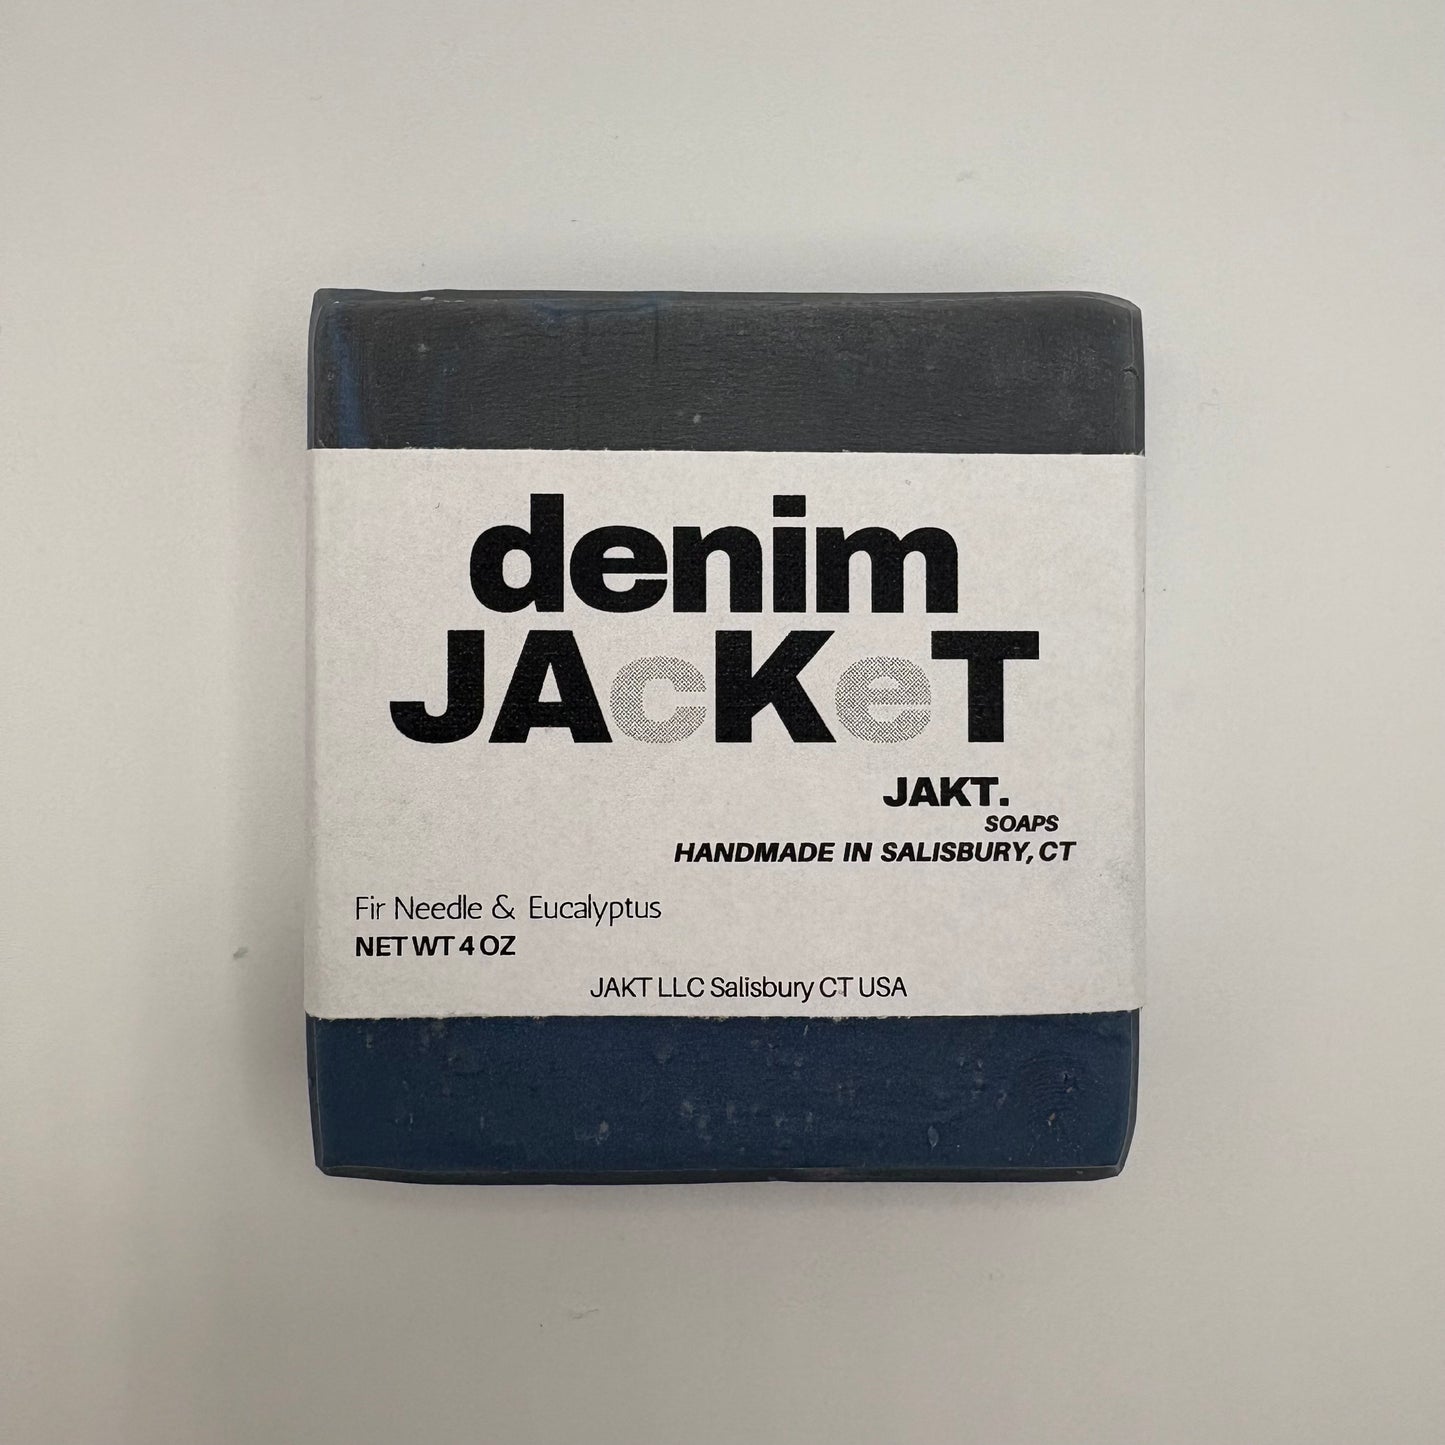 denim
JAcKeT
JAKT.
SOAPS
HANDMADE IN SALISBURY, CT
Fir Needle & Eucalyptus
NET WT 4 OZ
JAKT LLC Salisbury CT USA